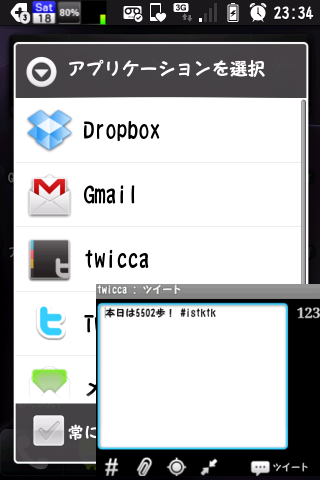 3 Sat 18 80% 3G 23:34
アプリケーションを選択
Dropbox
Gmail
twicca
twicca : ツイート
本日は5502歩！ #istktk
123
常に
# ツイート